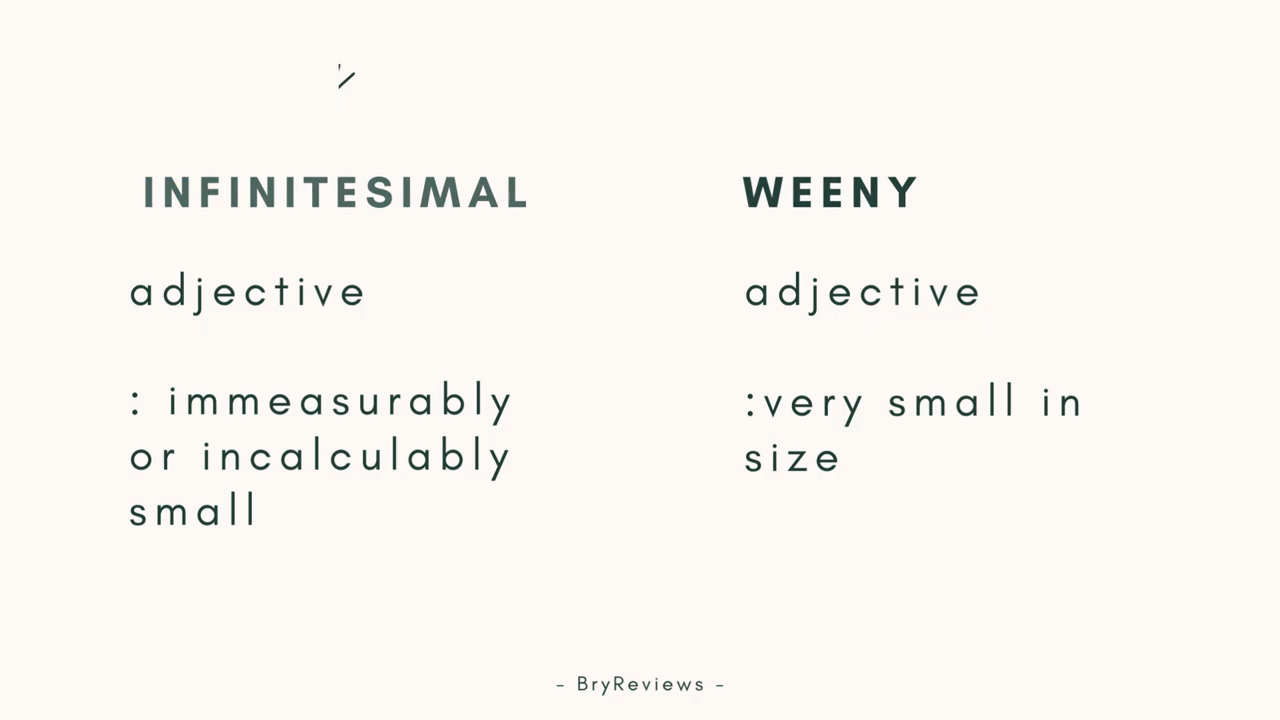 INFINITESIMAL
adjective
: immeasurably
or incalculably
small
WEENY
adjective
:very small in
size
- BryReviews -